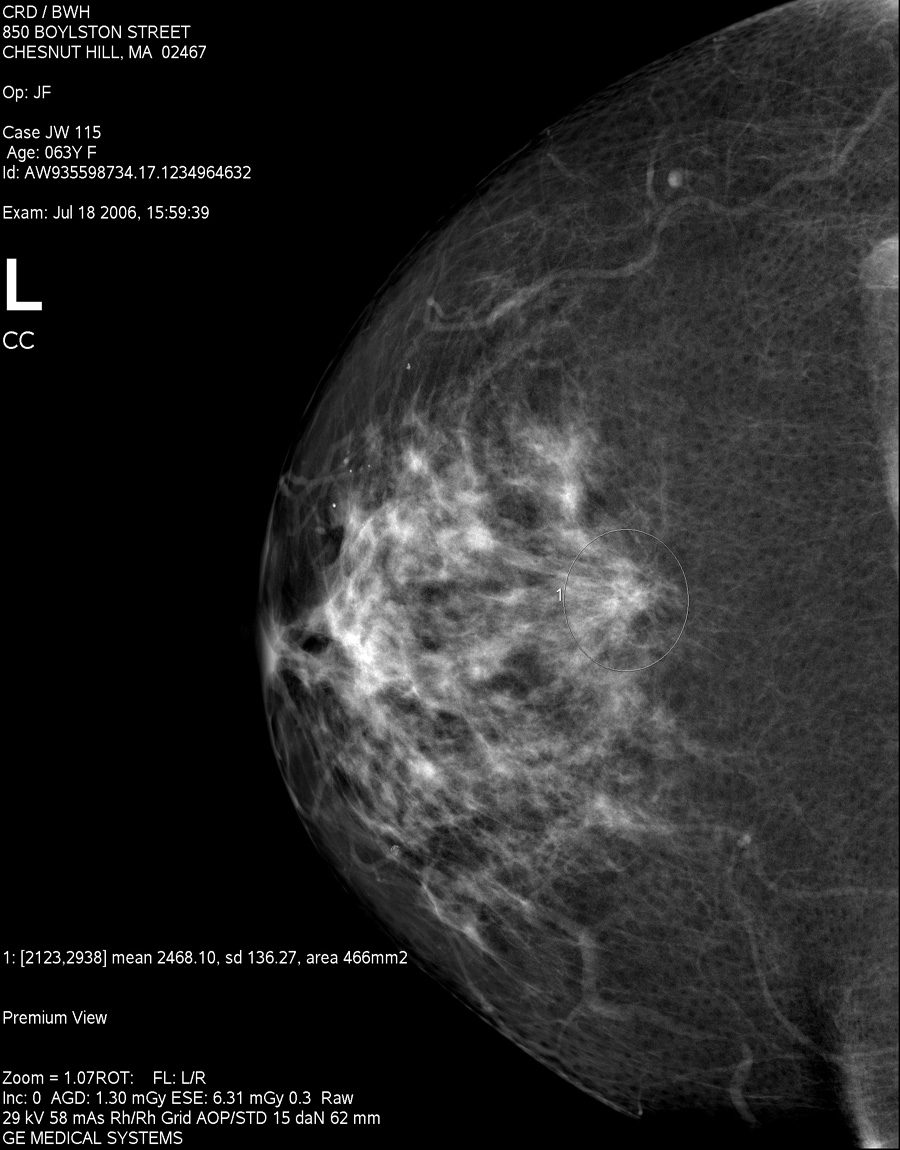 CRD / BWH
850 BOYLSTON STREET
CHESNUT HILL, MA 02467
Op: JF
Case JW 115
Age: 063Y F
Id: AW935598734.17.1234964632
Exam: Jul 18 2006, 15:59:39
L
CC
1
1: [2123,2938] mean 2468.10, sd 136.27, area 466mm2
Premium View
Zoom = 1.07ROT: FL: L/R
Inc: 0 AGD: 1.30 mGy ESE: 6.31 mGy 0.3 Raw
29 kV 58 mAs Rh/Rh Grid AOP/STD 15 daN 62 mm
GE MEDICAL SYSTEMS